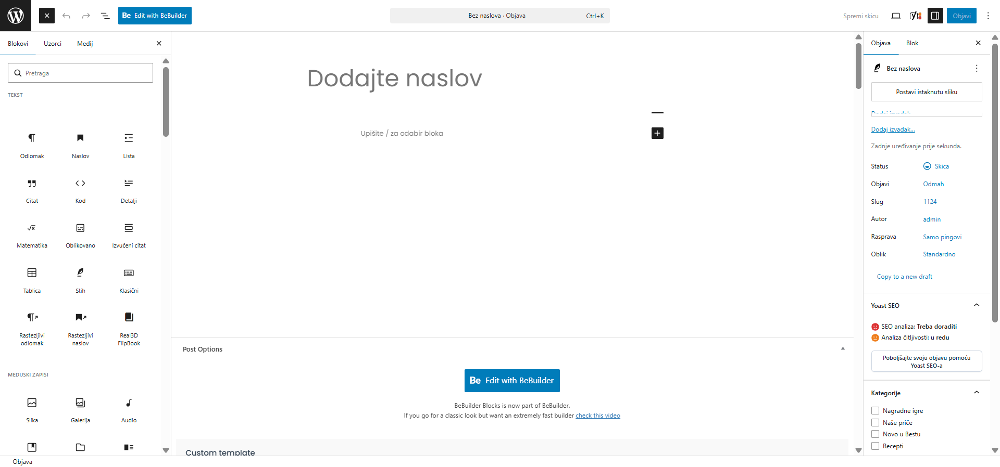 Be Edit with BeBuilder
Bez naslova · Objava
Ctrl+K
Spremi skicu
Objavi
Blokovi
Uzorci
Medij
Pretraga
TEKST
Odlomak
Naslov
Lista
Citat
Kod
Detalji
Matematika
Oblikovano
Izvučeni citat
Tablica
Stih
Klasični
Rastezljivi odlomak
Rastezljivi naslov
Real3D FlipBook
MEDIJSKI ZAPISI
Slika
Galerija
Audio
Dodajte naslov
Upišite / za odabir bloka
Post Options
Be Edit with BeBuilder
BeBuilder Blocks is now part of BeBuilder.
If you go for a classic look but want an extremely fast builder check this video
Custom template
Objava
Blok
Bez naslova
Postavi istaknutu sliku
Dodaj izvadak...
Zadnje uređivanje prije sekunda.
Status
Skica
Objavi
Odmah
Slug
1124
Autor
admin
Rasprava
Samo pingovi
Oblik
Standardno
Copy to a new draft
Yoast SEO
SEO analiza: Treba doraditi
Analiza čitljivosti: u redu
Poboljšajte svoju objavu pomoću
Yoast SEO-a
Kategorije
Nagradne igre
Naše priče
Novo u Bestu
Recepti
Objava